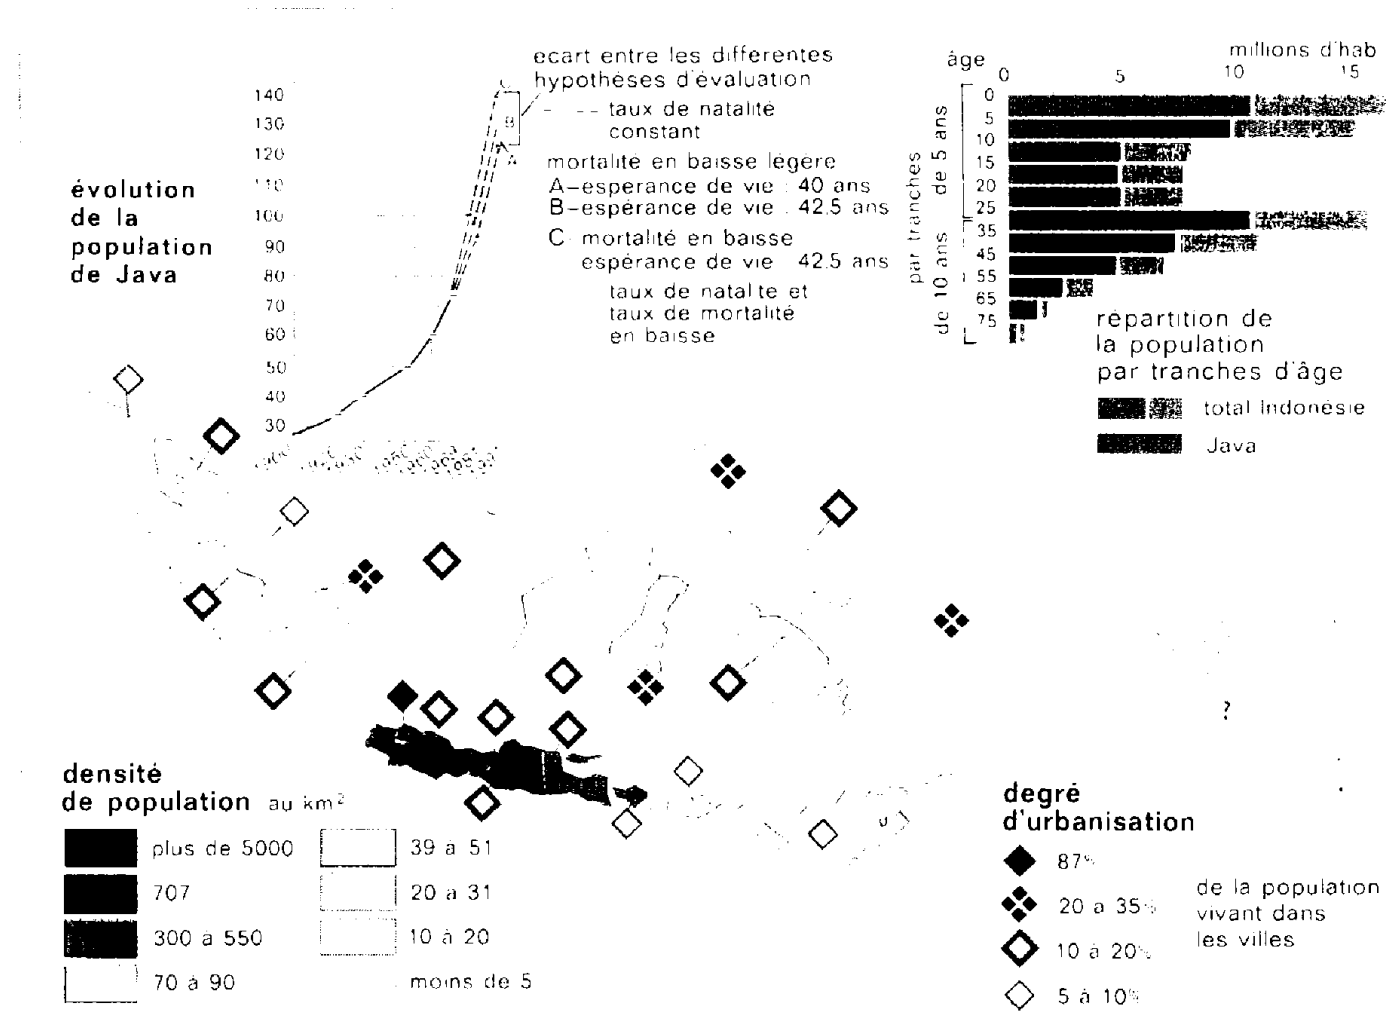 ecart entre les différentes
hypothèses d'évaluation
taux de natalité
constant
mortalité en baisse légère
A–espérance de vie : 40 ans
B–espérance de vie : 42.5 ans
C mortalité en baisse
espérance de vie 42.5 ans
taux de natalité et
taux de mortalité
en baisse
évolution
de la
population
de Java
140
130
120
110
100
90
80
70
60
50
40
30
1900
B
A
âge
millions d'hab
0
5
10
15
0
5
10
15
20
25
35
45
55
65
75
par tranches
de 5 ans
de 10 ans
répartition de
la population
par tranches d'âge
total Indonésie
Java
?
densité
de population au km²
plus de 5000
707
300 à 550
70 à 90
39 à 51
20 à 31
10 à 20
moins de 5
degré
d'urbanisation
87%
20 à 35%
10 à 20%
5 à 10%
de la population
vivant dans
les villes